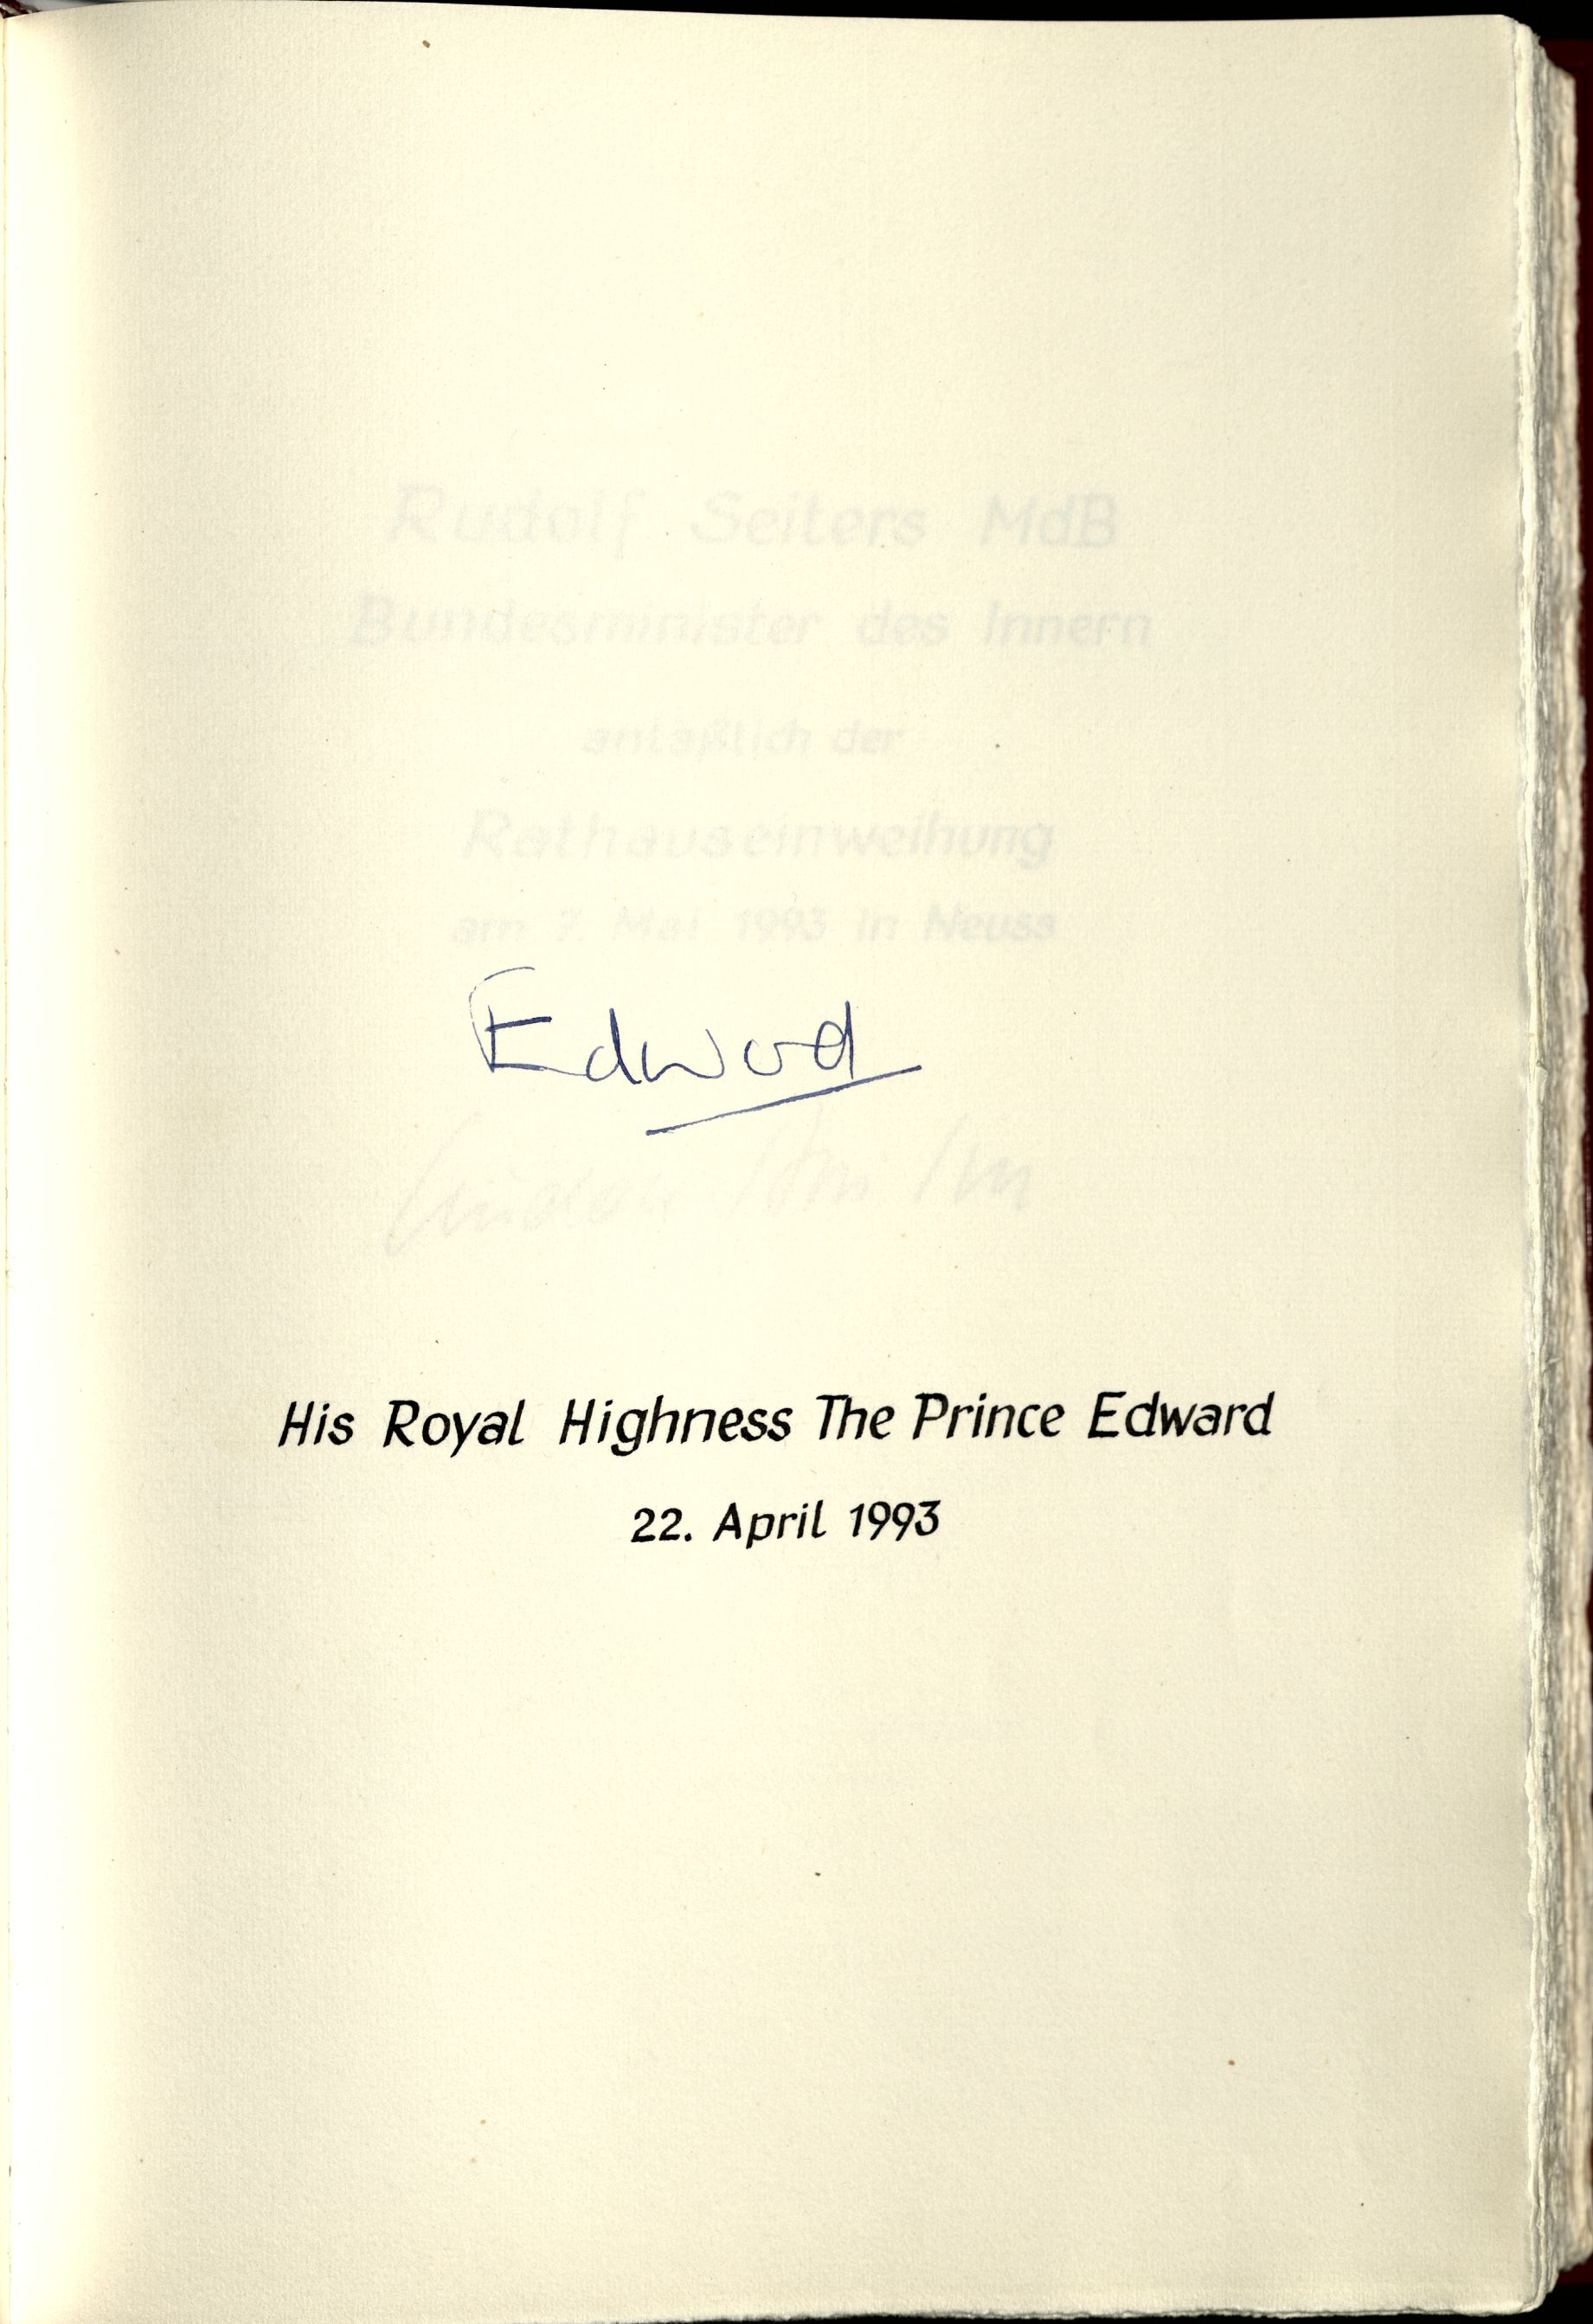 Rudolf Seiters MdB
Bundesminister des Innern
anläßlich der
Rathauseinweihung
am 7. Mai 1993 in Neuss
Edward
His Royal Highness The Prince Edward
22. April 1993